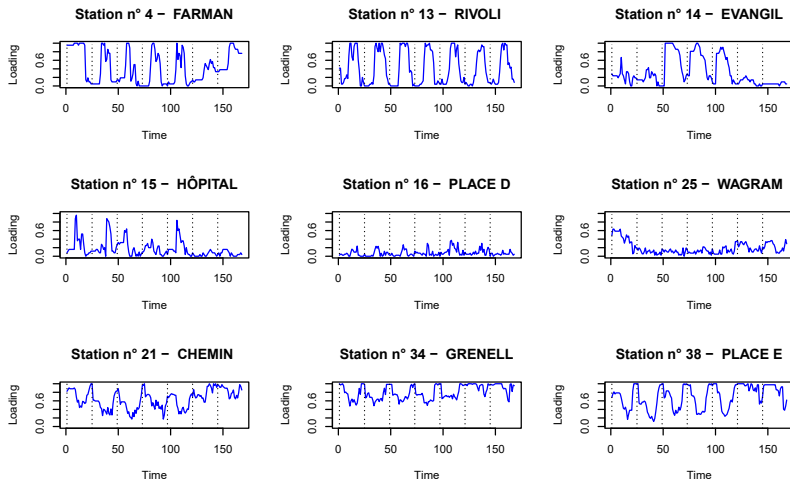 Station n° 4 − FARMAN
Loading
0.0 0.6
0 50 100 150
Time
Station n° 13 − RIVOLI
Loading
0.0 0.6
0 50 100 150
Time
Station n° 14 − EVANGIL
Loading
0.0 0.6
0 50 100 150
Time
Station n° 15 − HÔPITAL
Loading
0.0 0.6
0 50 100 150
Time
Station n° 16 − PLACE D
Loading
0.0 0.6
0 50 100 150
Time
Station n° 25 − WAGRAM
Loading
0.0 0.6
0 50 100 150
Time
Station n° 21 − CHEMIN
Loading
0.0 0.6
0 50 100 150
Time
Station n° 34 − GRENELL
Loading
0.0 0.6
0 50 100 150
Time
Station n° 38 − PLACE E
Loading
0.0 0.6
0 50 100 150
Time